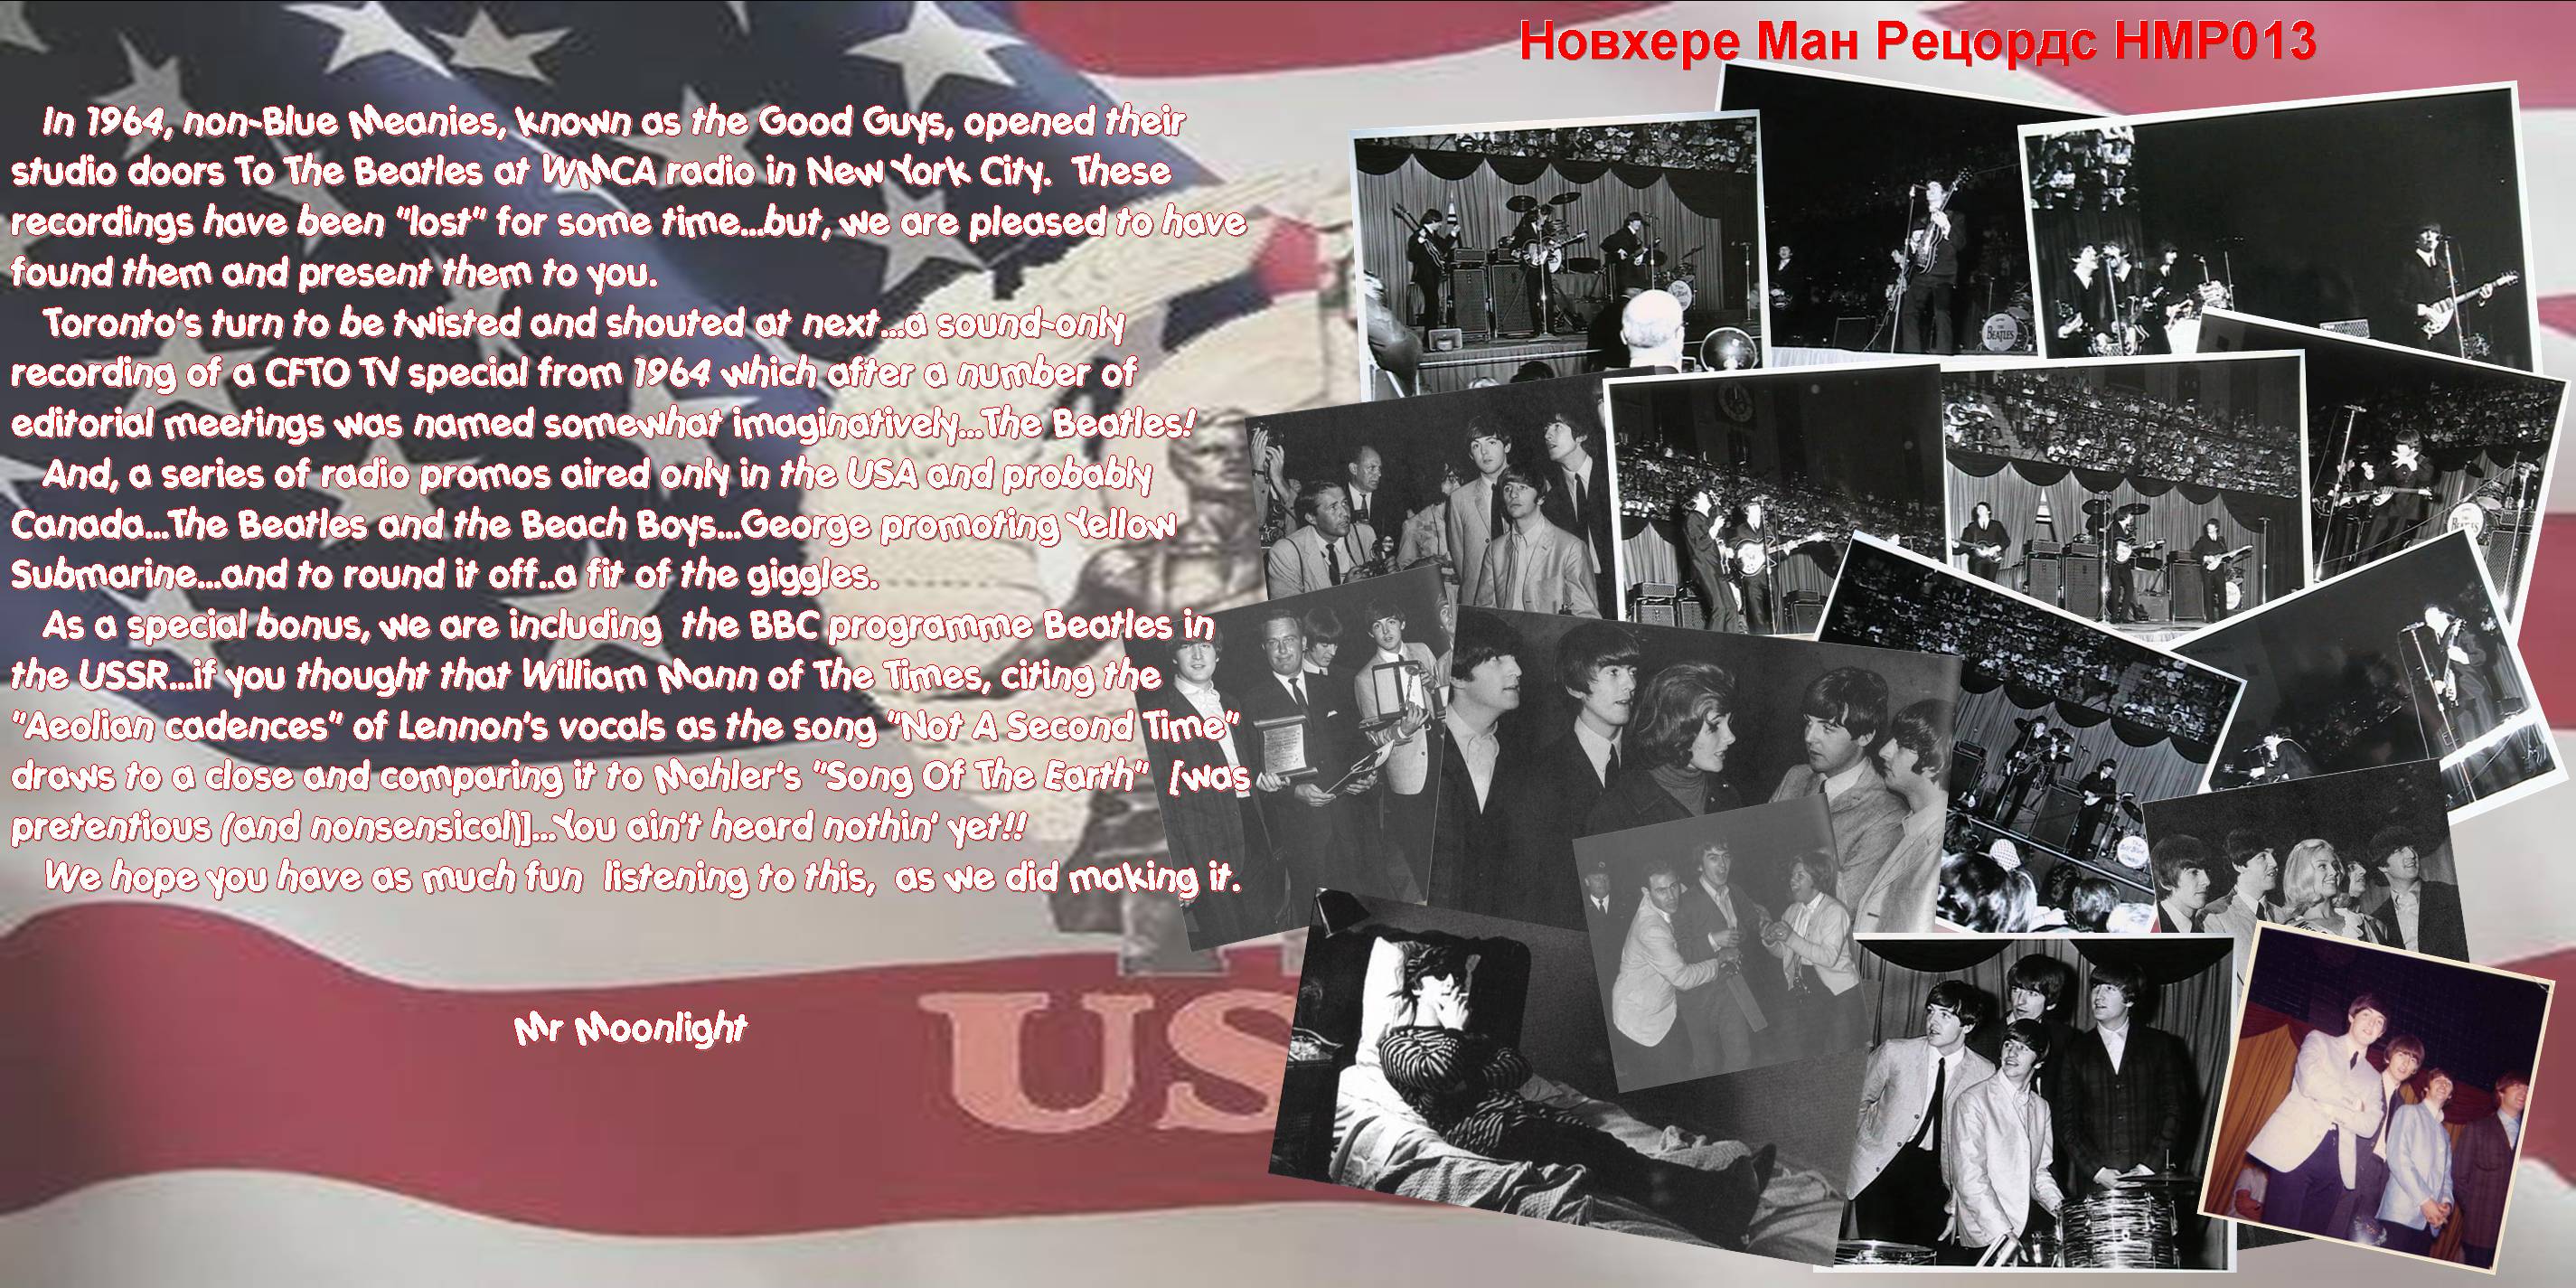 Новхере Ман Рецордс НМР013
In 1964, non-Blue Meanies, known as the Good Guys, opened their
studio doors To The Beatles at WMCA radio in New York City. These
recordings have been "lost" for some time...but, we are pleased to have
found them and present them to you.
Toronto's turn to be twisted and shouted at next...a sound-only
recording of a CFTO TV special from 1964 which after a number of
editorial meetings was named somewhat imaginatively...The Beatles!
And, a series of radio promos aired only in the USA and probably
Canada...The Beatles and the Beach Boys...George promoting Yellow
Submarine...and to round it off..a fit of the giggles.
As a special bonus, we are including the BBC programme Beatles in
the USSR...if you thought that William Mann of The Times, citing the
"Aeolian cadences" of Lennon's vocals as the song "Not A Second Time"
draws to a close and comparing it to Mahler's "Song Of The Earth" [was
pretentious (and nonsensical)]...You ain't heard nothin' yet!!
We hope you have as much fun listening to this, as we did making it.
Mr Moonlight
US
THE BEATLES